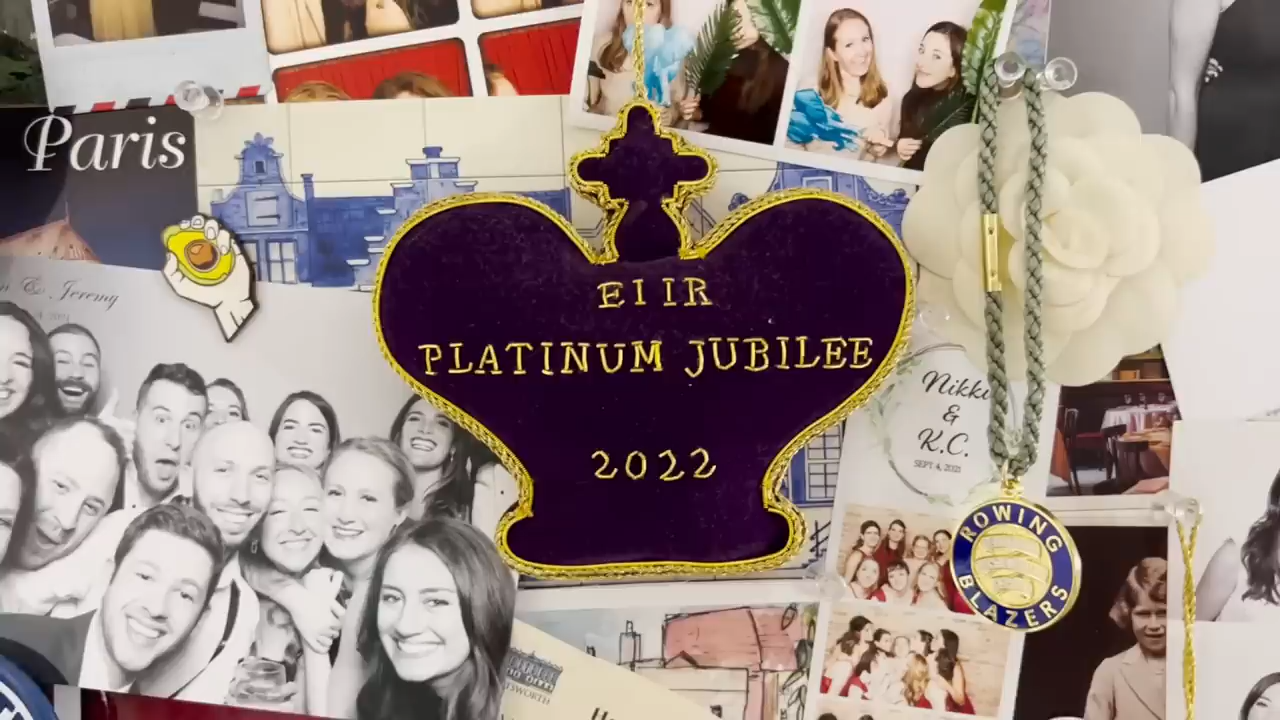 Paris
EIIR
PLATINUM JUBILEE
2022
& Jeremy
Nikki
&
K.C.
SEPT 4, 2021
ROWING
BLAZERS